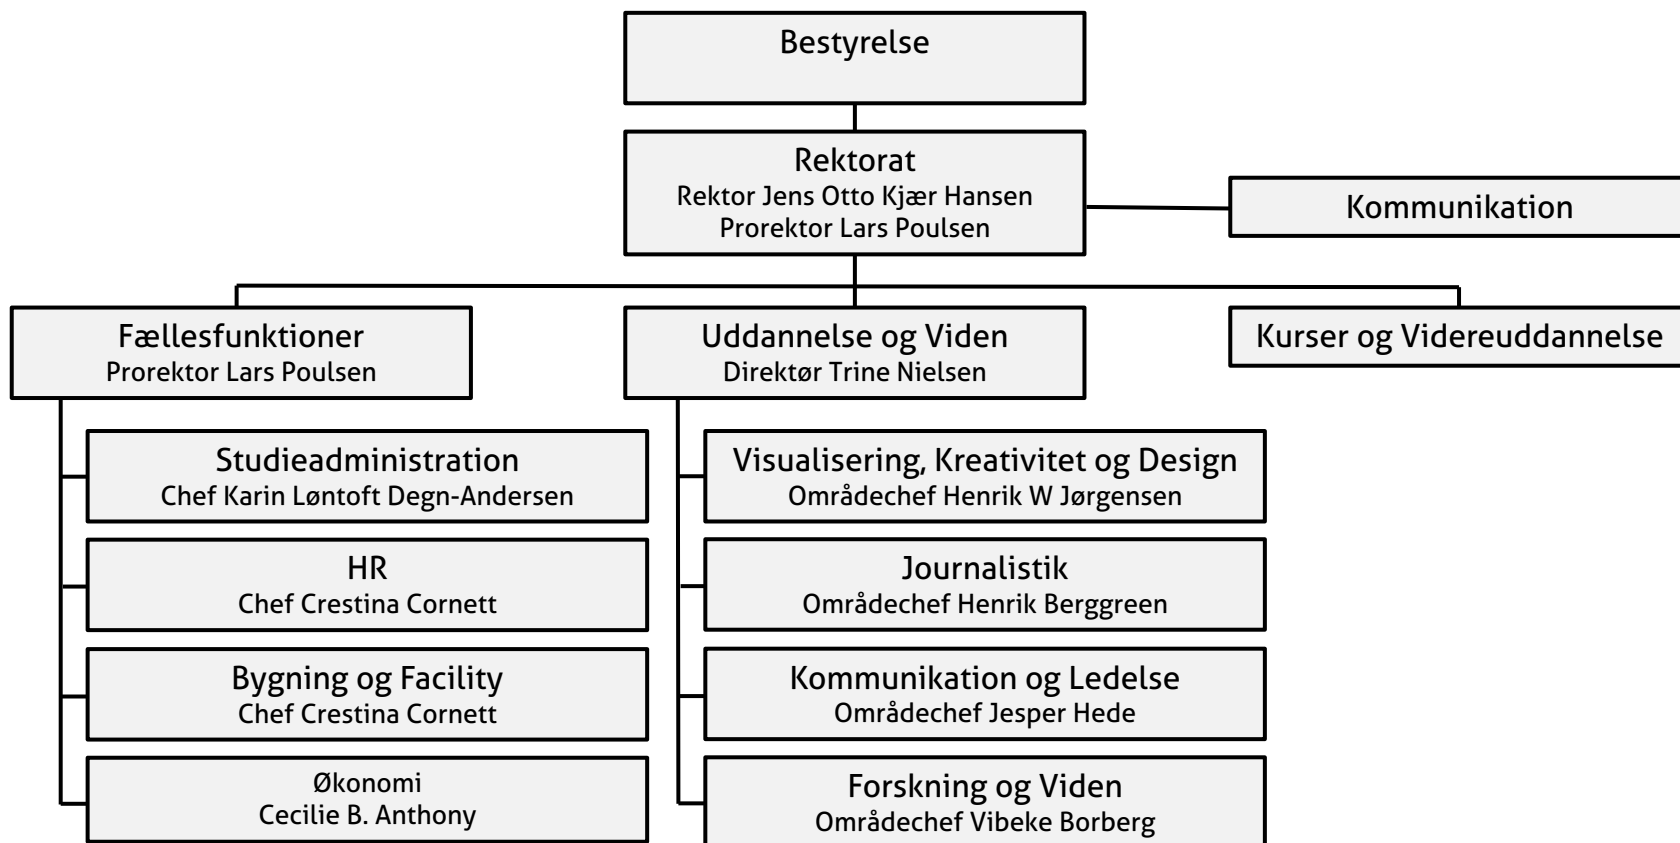 Bestyrelse
Rektorat
Rektor Jens Otto Kjær Hansen
Prorektor Lars Poulsen
Kommunikation
Fællesfunktioner
Prorektor Lars Poulsen
Uddannelse og Viden
Direktør Trine Nielsen
Kurser og Videreuddannelse
Studieadministration
Chef Karin Løntoft Degn-Andersen
HR
Chef Crestina Cornett
Bygning og Facility
Chef Crestina Cornett
Økonomi
Cecilie B. Anthony
Visualisering, Kreativitet og Design
Områdechef Henrik W Jørgensen
Journalistik
Områdechef Henrik Berggreen
Kommunikation og Ledelse
Områdechef Jesper Hede
Forskning og Viden
Områdechef Vibeke Borberg